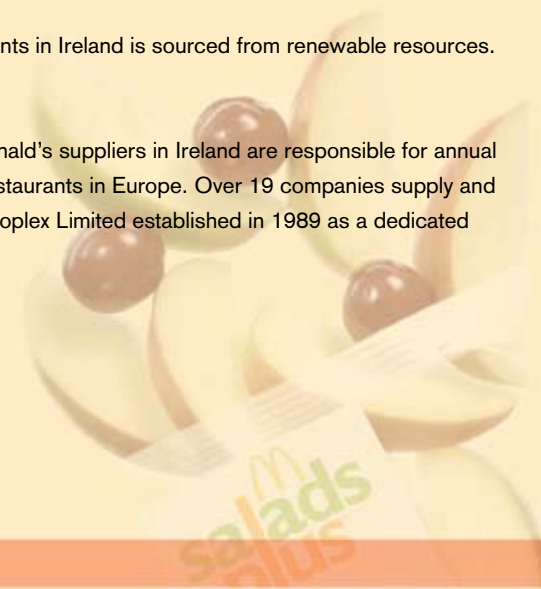 nts in Ireland is sourced from renewable resources.
nald's suppliers in Ireland are responsible for annual
staurants in Europe. Over 19 companies supply and
oplex Limited established in 1989 as a dedicated
salads
plus